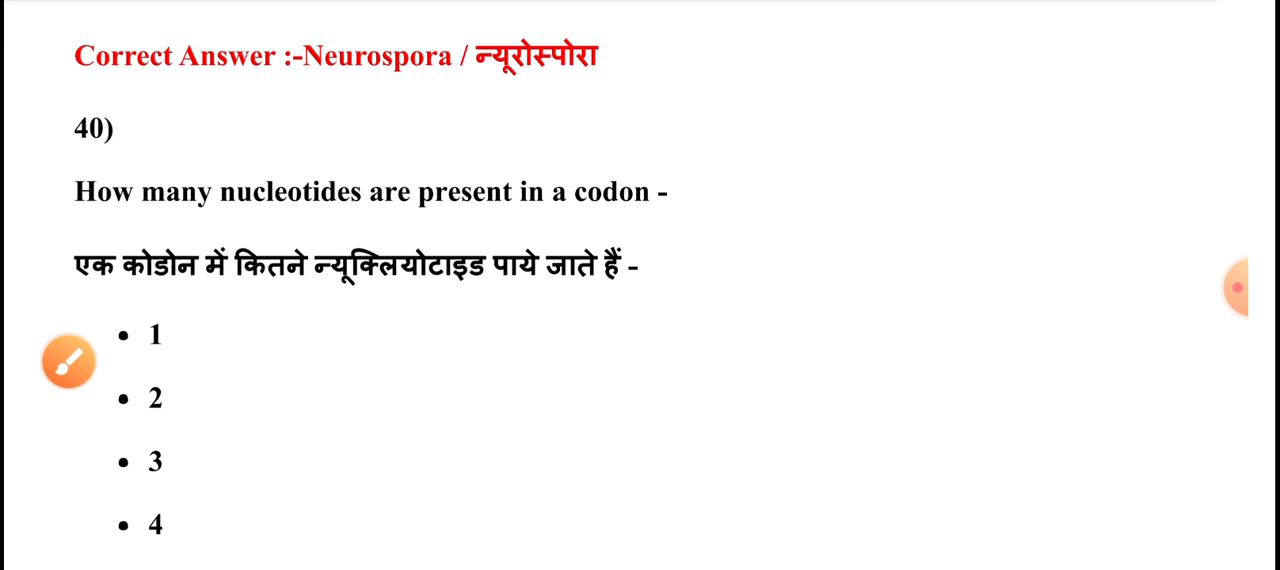 Correct Answer :-Neurospora / न्यूरोस्पोरा
40)
How many nucleotides are present in a codon -
एक कोडोन में कितने न्यूक्लियोटाइड पाये जाते हैं -
• 1
• 2
• 3
• 4